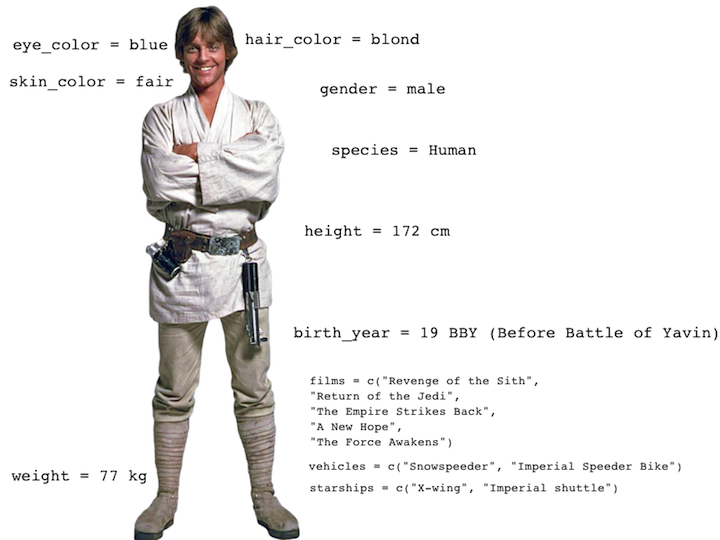 eye_color = blue
hair_color = blond
skin_color = fair
gender = male
species = Human
height = 172 cm
birth_year = 19 BBY (Before Battle of Yavin)
films = c("Revenge of the Sith",
"Return of the Jedi",
"The Empire Strikes Back",
"A New Hope",
"The Force Awakens")
vehicles = c("Snowspeeder", "Imperial Speeder Bike")
weight = 77 kg
starships = c("X-wing", "Imperial shuttle")